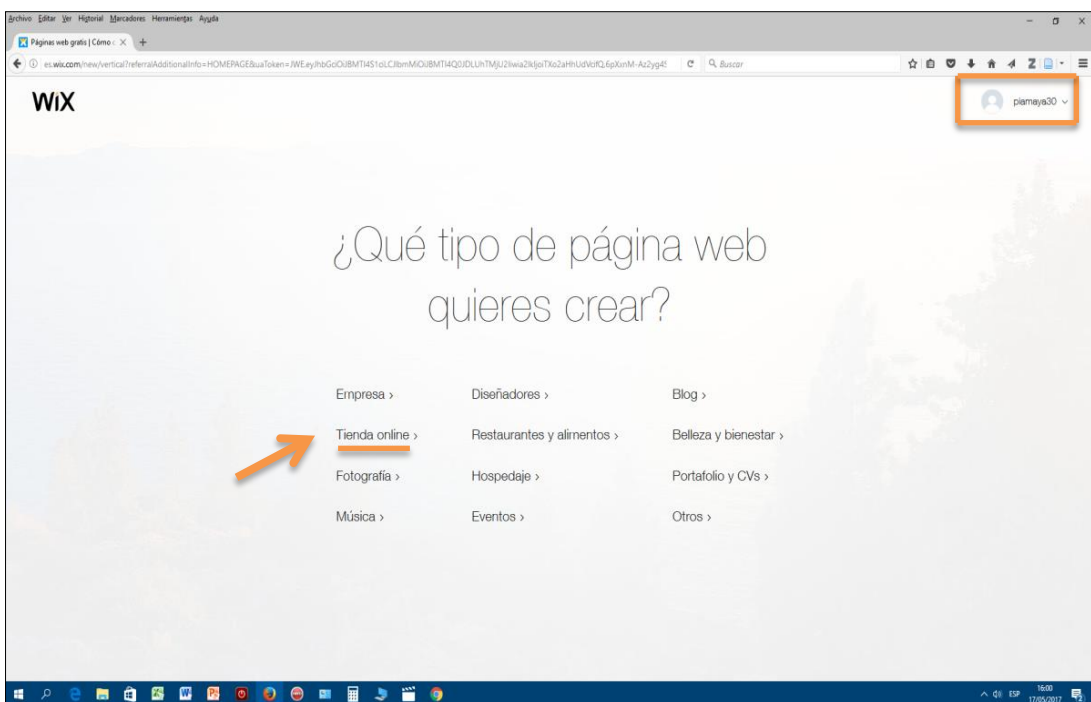 Archivo Editar Ver Historial Marcadores Herramientas Ayuda
Páginas web gratis | Cómo c
Buscar
WiX
piamaya30
¿Qué tipo de página web
quieres crear?
Empresa › Diseñadores › Blog ›
Tienda online › Restaurantes y alimentos › Belleza y bienestar ›
Fotografía › Hospedaje › Portafolio y CVs ›
Música › Eventos › Otros ›
ESP
16:00
17/05/2017